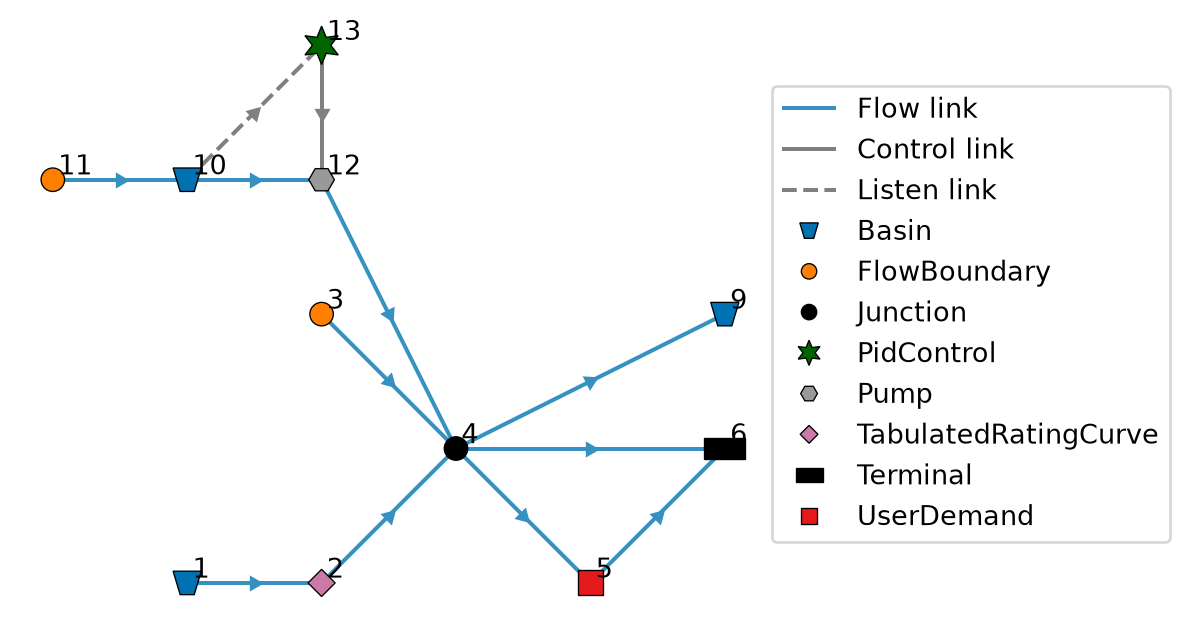 13
11
10
12
3
9
4
6
1
2
5
Flow link
Control link
Listen link
Basin
FlowBoundary
Junction
PidControl
Pump
TabulatedRatingCurve
Terminal
UserDemand